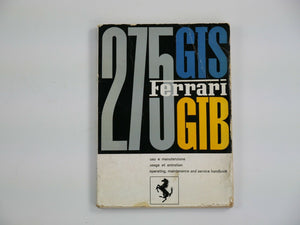 275 GTS
Ferrari
GTB
uso e manutenzione
usage et entretien
operating, maintenance and service handbook